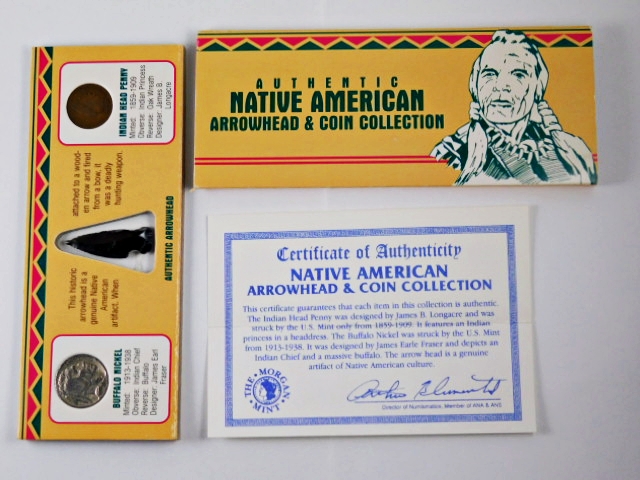 AUTHENTIC
NATIVE AMERICAN
ARROWHEAD & COIN COLLECTION
INDIAN HEAD PENNY
Minted: 1859-1909
Obverse: Indian Princess
Reverse: Oak Wreath
Designer: James B.
Longacre
attached to a wood-
en arrow and fired
from a bow, it
was a deadly
hunting weapon.
AUTHENTIC ARROWHEAD
This historic
arrowhead is a
genuine Native
American
artifact. When
BUFFALO NICKEL
Minted: 1913-1938
Obverse: Indian Chief
Reverse: Buffalo
Designer: James Earl
Fraser
Certificate of Authenticity
NATIVE AMERICAN
ARROWHEAD & COIN COLLECTION
This certificate guarantees that each item in this collection is authentic.
The Indian Head Penny was designed by James B. Longacre and was
struck by the U.S. Mint only from 1859-1909. It features an Indian
princess in a headdress. The Buffalo Nickel was struck by the U.S. Mint
from 1913-1938. It was designed by James Earle Fraser and depicts an
Indian Chief and a massive buffalo. The arrow head is a genuine
artifact of Native American culture.
THE MORGAN MINT
Director of Numismatics, Member of ANA & ANS